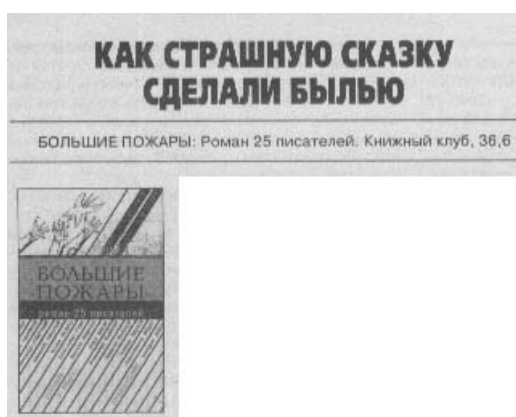 КАК СТРАШНУЮ СКАЗКУ
СДЕЛАЛИ БЫЛЬЮ
БОЛЬШИЕ ПОЖАРЫ: Роман 25 писателей. Книжный клуб, 36,6
БОЛЬШИЕ
ПОЖАРЫ
роман 25 писателей